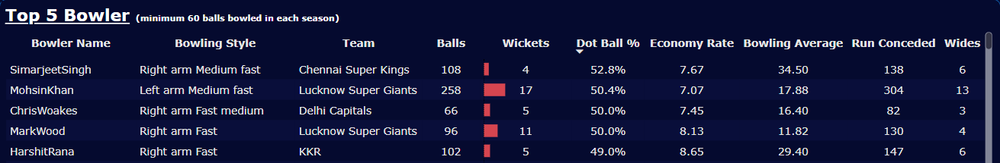 Top 5 Bowler (minimum 60 balls bowled in each season)
Bowler Name Bowling Style Team Balls Wickets Dot Ball % Economy Rate Bowling Average Run Conceded Wides
SimarjeetSingh Right arm Medium fast Chennai Super Kings 108 4 52.8% 7.67 34.50 138 6
MohsinKhan Left arm Medium fast Lucknow Super Giants 258 17 50.4% 7.07 17.88 304 13
ChrisWoakes Right arm Fast medium Delhi Capitals 66 5 50.0% 7.45 16.40 82 3
MarkWood Right arm Fast Lucknow Super Giants 96 11 50.0% 8.13 11.82 130 4
HarshitRana Right arm Fast KKR 102 5 49.0% 8.65 29.40 147 6